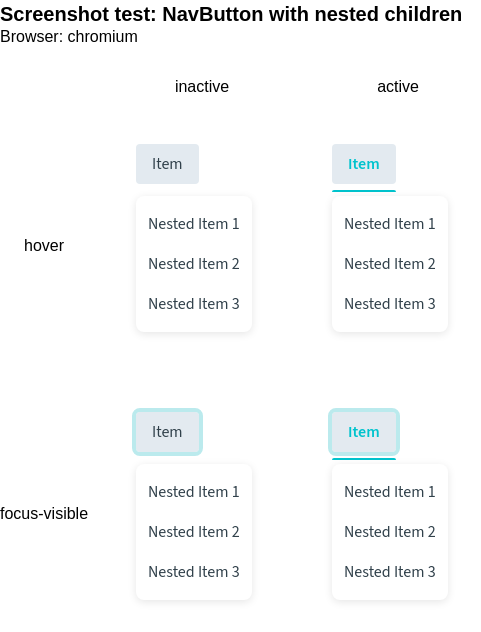 Screenshot test: NavButton with nested children
Browser: chromium
inactive active
Item Item
hover
Nested Item 1 Nested Item 1
Nested Item 2 Nested Item 2
Nested Item 3 Nested Item 3
Item Item
focus-visible
Nested Item 1 Nested Item 1
Nested Item 2 Nested Item 2
Nested Item 3 Nested Item 3